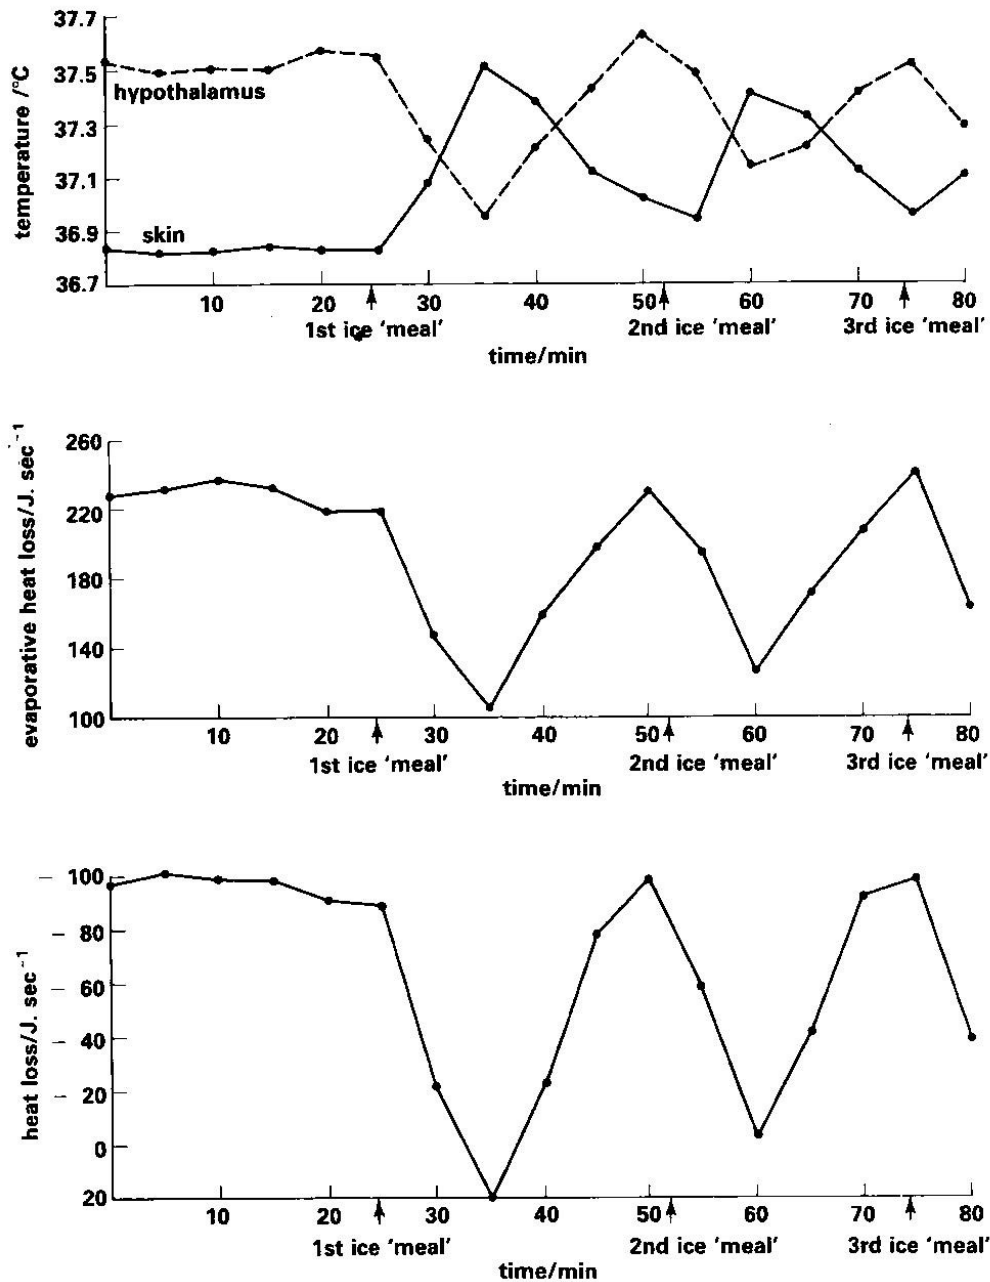 37.7
37.5
37.3
37.1
36.9
36.7
temperature /°C
hypothalamus
skin
10 20 30 40 50 60 70 80
1st ice 'meal' 2nd ice 'meal' 3rd ice 'meal'
time/min
260
220
180
140
100
evaporative heat loss/J. sec⁻¹
10 20 30 40 50 60 70 80
1st ice 'meal' 2nd ice 'meal' 3rd ice 'meal'
time/min
– 100
– 80
– 60
– 40
– 20
0
20
heat loss/J. sec⁻¹
10 20 30 40 50 60 70 80
1st ice 'meal' 2nd ice 'meal' 3rd ice 'meal'
time/min